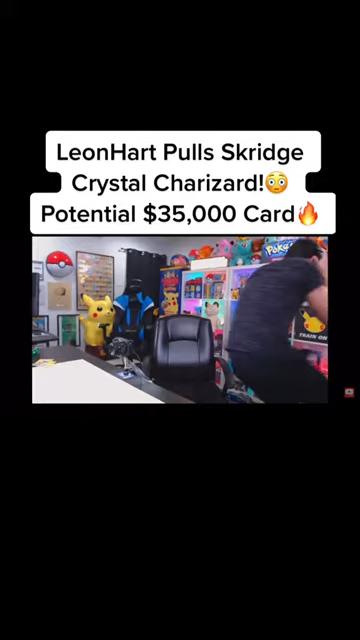 LeonHart Pulls Skridge
Crystal Charizard!😳
Potential $35,000 Card🔥
TRAIN ON